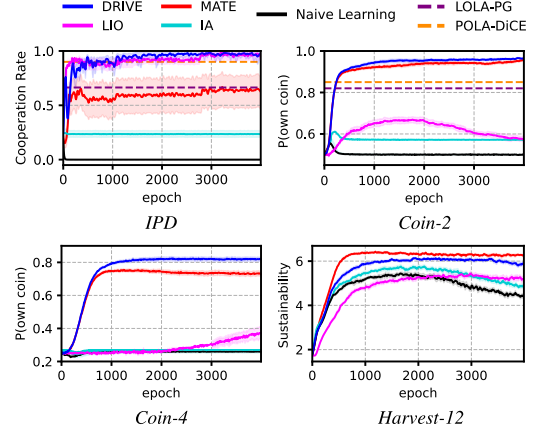 DRIVE MATE Naive Learning LOLA-PG
LIO IA POLA-DiCE
1.0
0.5
0.0
Cooperation Rate
0 1000 2000 3000
epoch
IPD
1.0
0.8
0.6
P(own coin)
0 1000 2000 3000
epoch
Coin-2
0.8
0.6
0.4
0.2
P(own coin)
0 1000 2000 3000
epoch
Coin-4
6
4
2
Sustainability
0 1000 2000 3000
epoch
Harvest-12